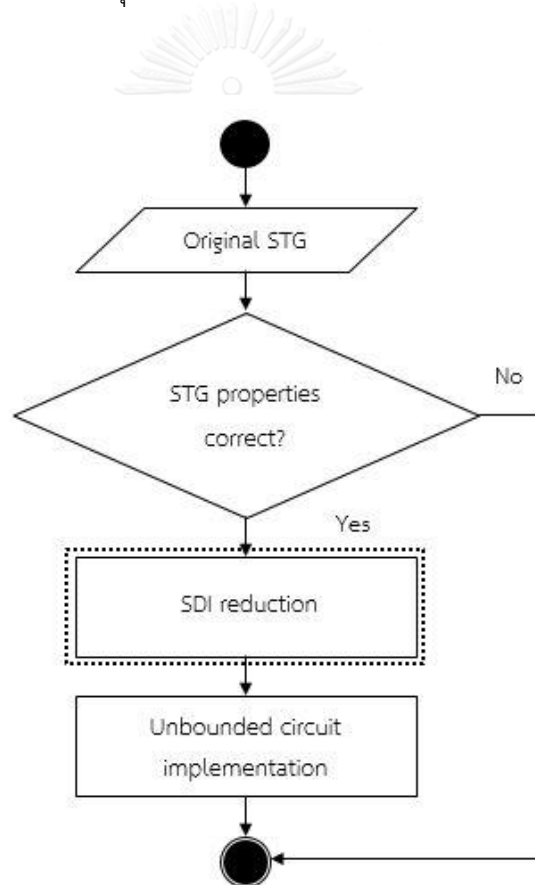 Original STG
STG properties
correct?
No
Yes
SDI reduction
Unbounded circuit
implementation